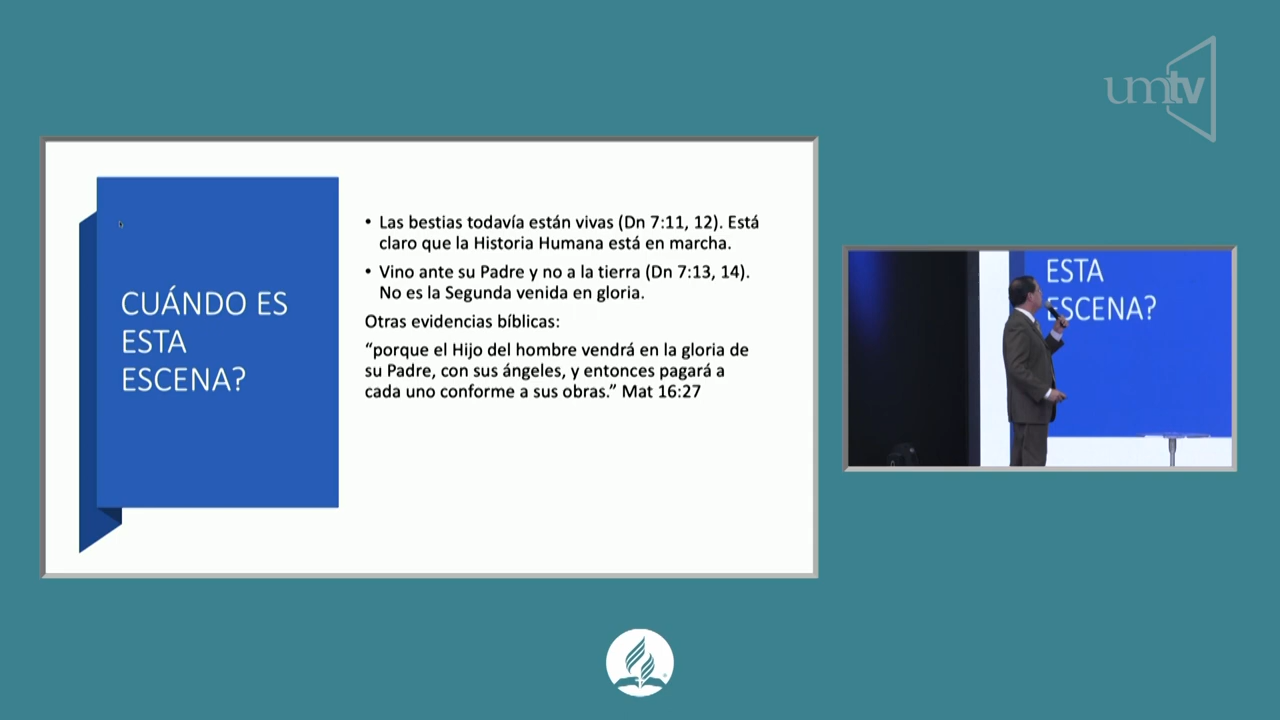 umtv
CUÁNDO ES
ESTA
ESCENA?
• Las bestias todavía están vivas (Dn 7:11, 12). Está
claro que la Historia Humana está en marcha.
• Vino ante su Padre y no a la tierra (Dn 7:13, 14).
No es la Segunda venida en gloria.
Otras evidencias bíblicas:
“porque el Hijo del hombre vendrá en la gloria de
su Padre, con sus ángeles, y entonces pagará a
cada uno conforme a sus obras.” Mat 16:27
ESTA
ESCENA?